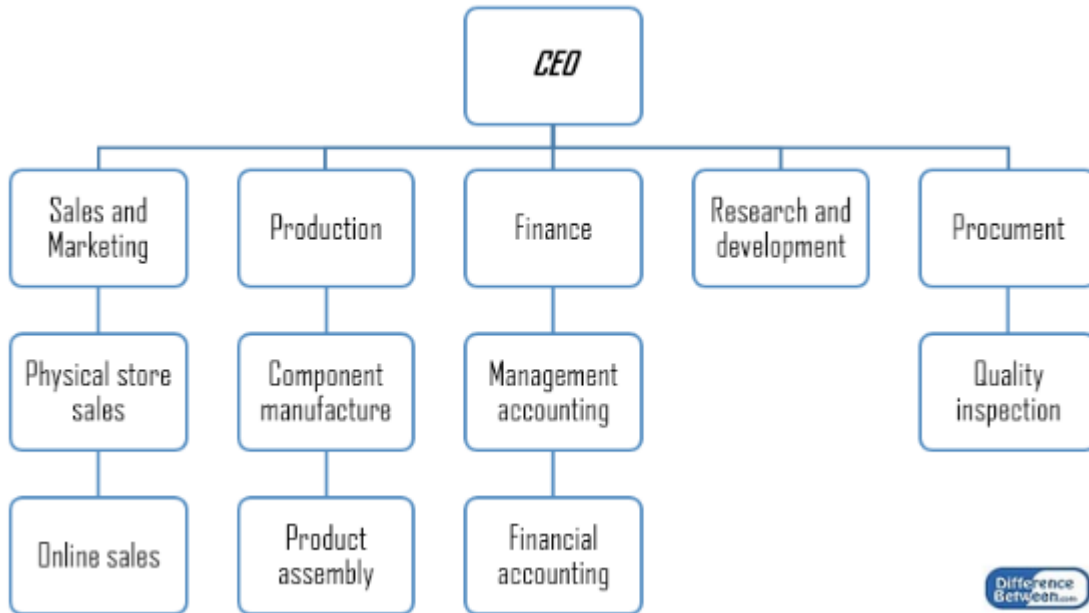 CEO
Sales and
Marketing
Production
Finance
Research and
development
Procument
Physical store
sales
Component
manufacture
Management
accounting
Quality
inspection
Online sales
Product
assembly
Financial
accounting
Difference
Between.com